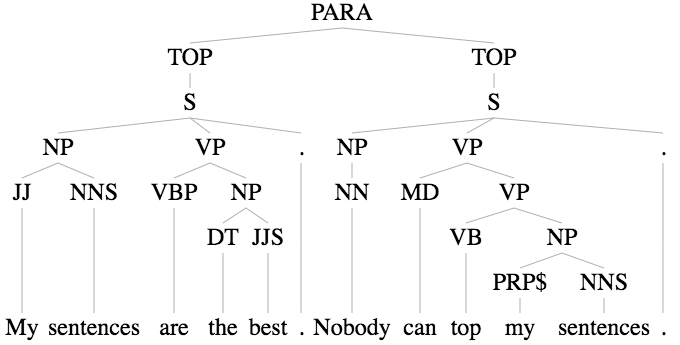 PARA
TOP TOP
S S
NP VP . NP VP .
JJ NNS VBP NP NN MD VP
DT JJS VB NP
PRP$ NNS
My sentences are the best . Nobody can top my sentences .